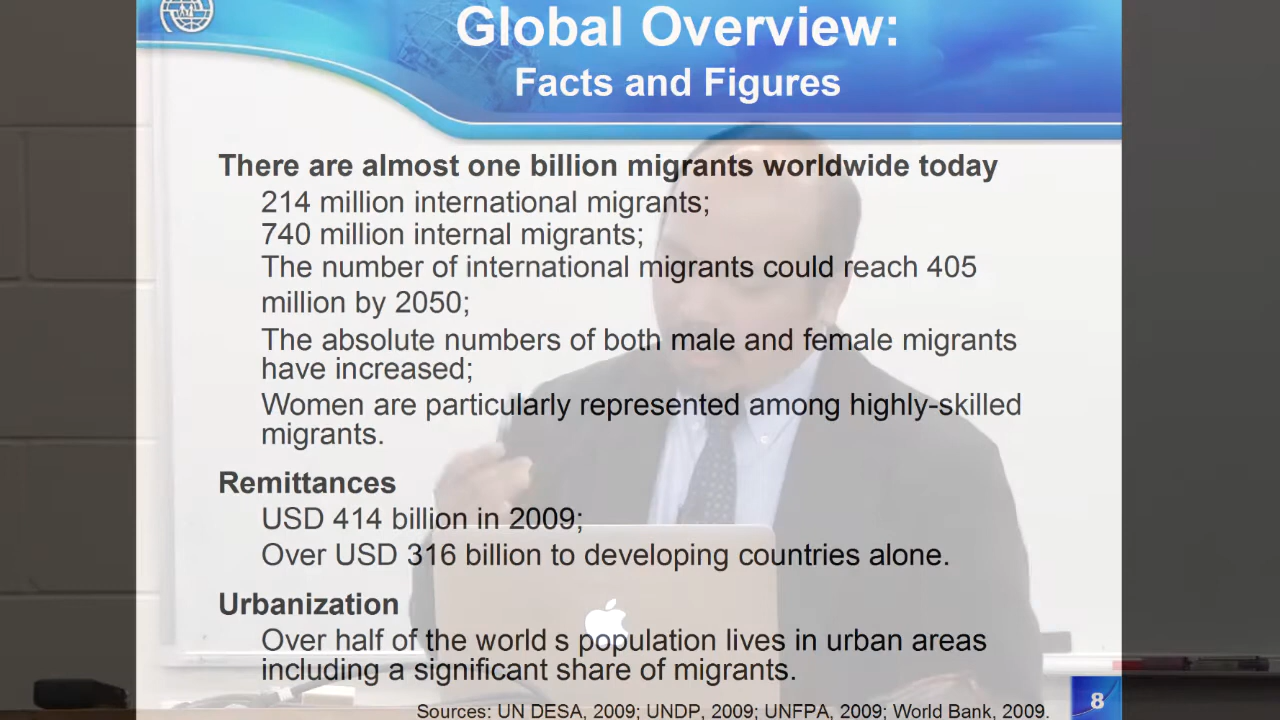 Global Overview:
Facts and Figures
There are almost one billion migrants worldwide today
214 million international migrants;
740 million internal migrants;
The number of international migrants could reach 405
million by 2050;
The absolute numbers of both male and female migrants
have increased;
Women are particularly represented among highly-skilled
migrants.
Remittances
USD 414 billion in 2009;
Over USD 316 billion to developing countries alone.
Urbanization
Over half of the world s population lives in urban areas
including a significant share of migrants.
8
Sources: UN DESA, 2009; UNDP, 2009; UNFPA, 2009; World Bank, 2009.